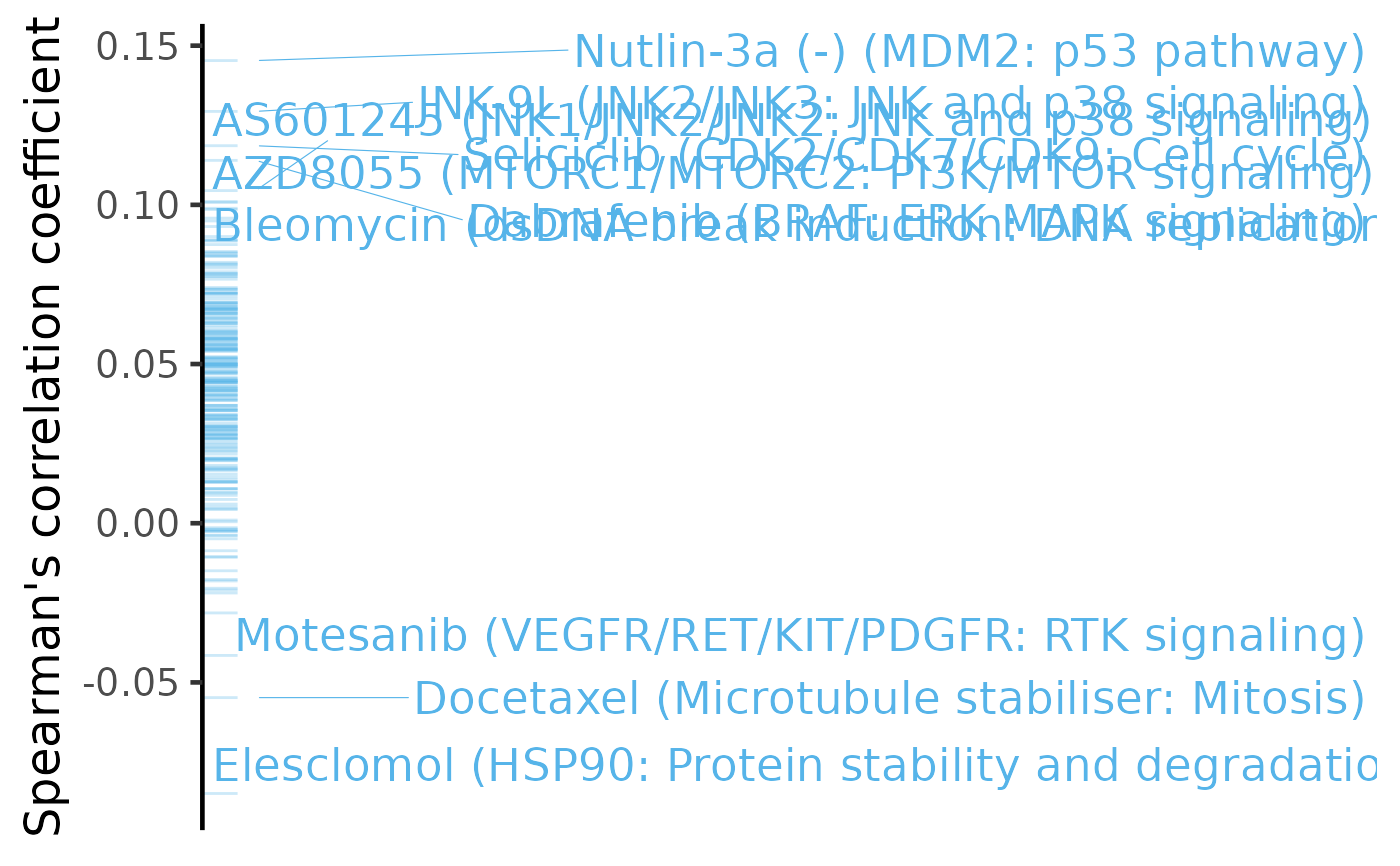 Spearman's correlation coefficient
0.15
0.10
0.05
0.00
-0.05
Nutlin-3a (-) (MDM2: p53 pathway)
JNK-9L (JNK2/JNK3: JNK and p38 signaling)
AS601245 (JNK1/JNK2/JNK2: JNK and p38 signaling)
Seliciclib (CDK2/CDK7/CDK9: Cell cycle)
AZD8055 (MTORC1/MTORC2: PI3K/MTOR signaling)
Dabrafenib (BRAF: ERK MAPK signaling)
Bleomycin (dsDNA break induction: DNA replication
Motesanib (VEGFR/RET/KIT/PDGFR: RTK signaling)
Docetaxel (Microtubule stabiliser: Mitosis)
Elesclomol (HSP90: Protein stability and degradatio